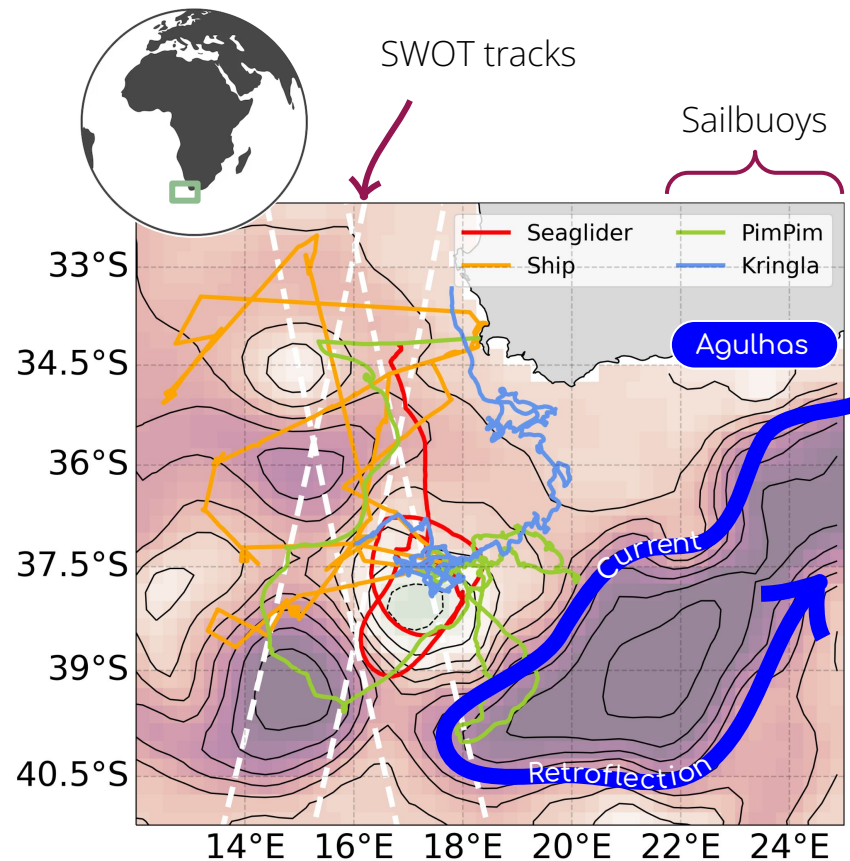 SWOT tracks
Sailbuoys
Seaglider
PimPim
Ship
Kringla
33°S
34.5°S
Agulhas
36°S
37.5°S
Current
39°S
40.5°S
Retroflection
14°E
16°E
18°E
20°E
22°E
24°E